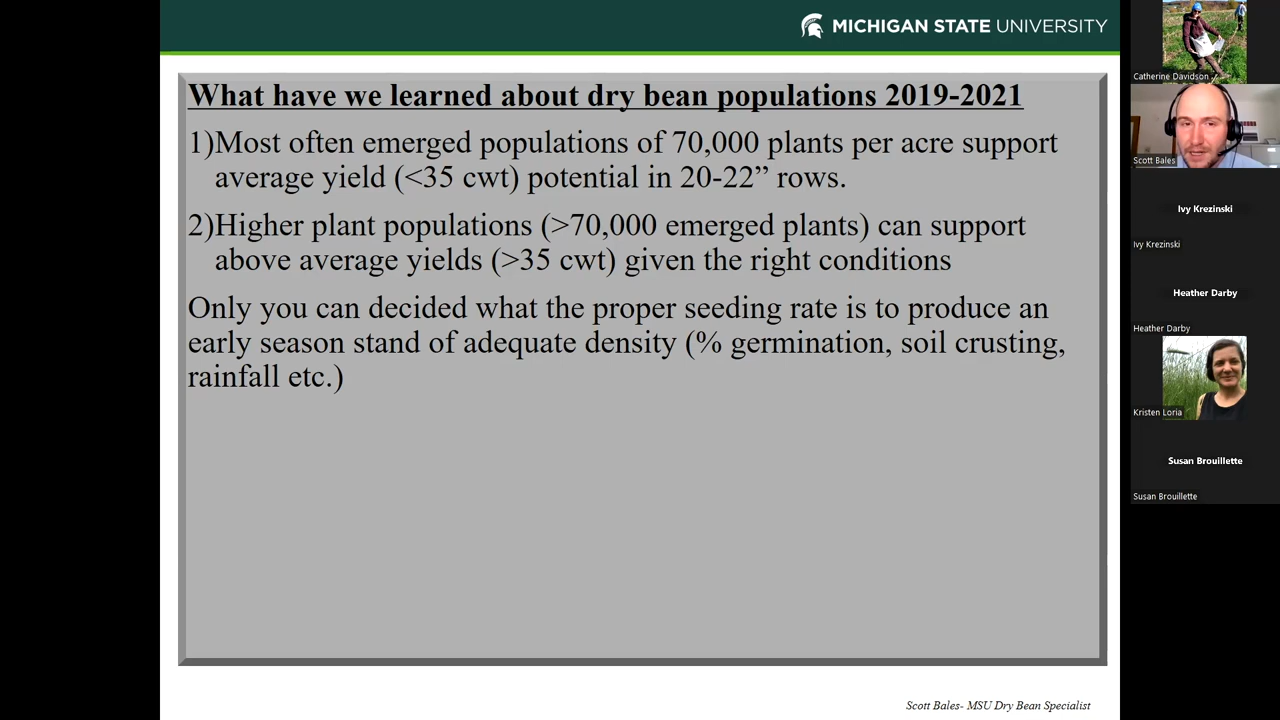 MICHIGAN STATE UNIVERSITY
What have we learned about dry bean populations 2019-2021
1)Most often emerged populations of 70,000 plants per acre support
average yield (<35 cwt) potential in 20-22” rows.
2)Higher plant populations (>70,000 emerged plants) can support
above average yields (>35 cwt) given the right conditions
Only you can decided what the proper seeding rate is to produce an
early season stand of adequate density (% germination, soil crusting,
rainfall etc.)
Scott Bales- MSU Dry Bean Specialist
Catherine Davidson
Scott Bales
Ivy Krezinski
Ivy Krezinski
Heather Darby
Heather Darby
Kristen Loria
Susan Brouillette
Susan Brouillette